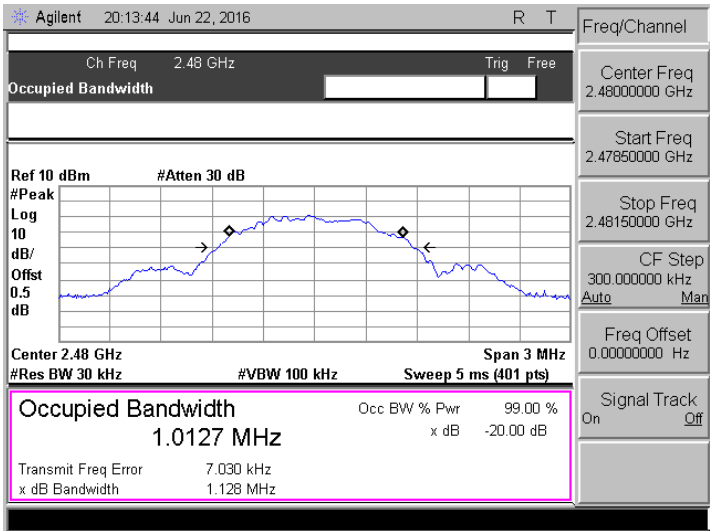 Agilent 20:13:44 Jun 22, 2016 R T
Freq/Channel
Ch Freq 2.48 GHz Trig Free
Occupied Bandwidth
Center Freq
2.48000000 GHz
Start Freq
2.47850000 GHz
Stop Freq
2.48150000 GHz
CF Step
300.000000 kHz
Auto Man
Freq Offset
0.00000000 Hz
Signal Track
On Off
Ref 10 dBm #Atten 30 dB
#Peak
Log
10
dB/
Offst
0.5
dB
Center 2.48 GHz Span 3 MHz
#Res BW 30 kHz #VBW 100 kHz Sweep 5 ms (401 pts)
Occupied Bandwidth Occ BW % Pwr 99.00 %
1.0127 MHz x dB -20.00 dB
Transmit Freq Error 7.030 kHz
x dB Bandwidth 1.128 MHz